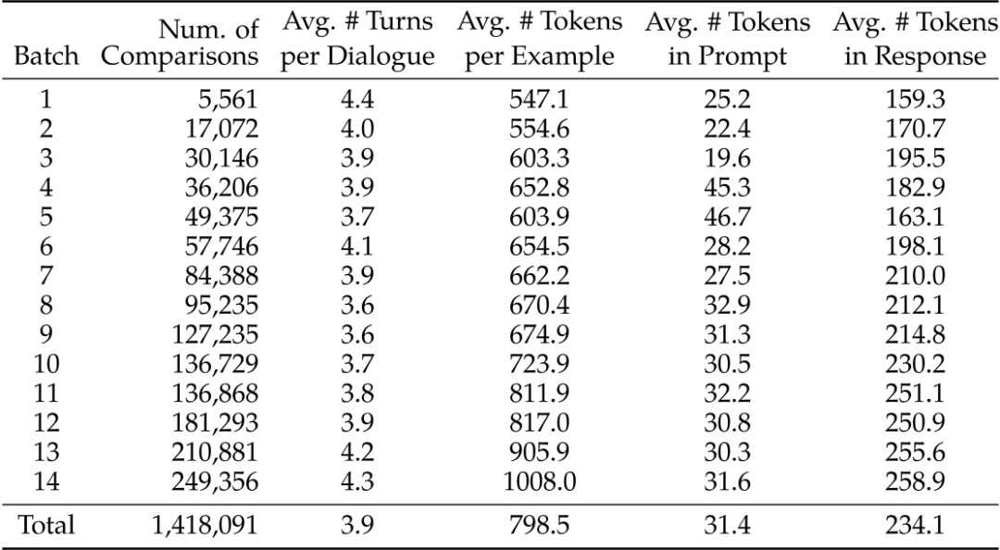 Batch Num. of Comparisons Avg. # Turns per Dialogue Avg. # Tokens per Example Avg. # Tokens in Prompt Avg. # Tokens in Response
1 5,561 4.4 547.1 25.2 159.3
2 17,072 4.0 554.6 22.4 170.7
3 30,146 3.9 603.3 19.6 195.5
4 36,206 3.9 652.8 45.3 182.9
5 49,375 3.7 603.9 46.7 163.1
6 57,746 4.1 654.5 28.2 198.1
7 84,388 3.9 662.2 27.5 210.0
8 95,235 3.6 670.4 32.9 212.1
9 127,235 3.6 674.9 31.3 214.8
10 136,729 3.7 723.9 30.5 230.2
11 136,868 3.8 811.9 32.2 251.1
12 181,293 3.9 817.0 30.8 250.9
13 210,881 4.2 905.9 30.3 255.6
14 249,356 4.3 1008.0 31.6 258.9
Total 1,418,091 3.9 798.5 31.4 234.1